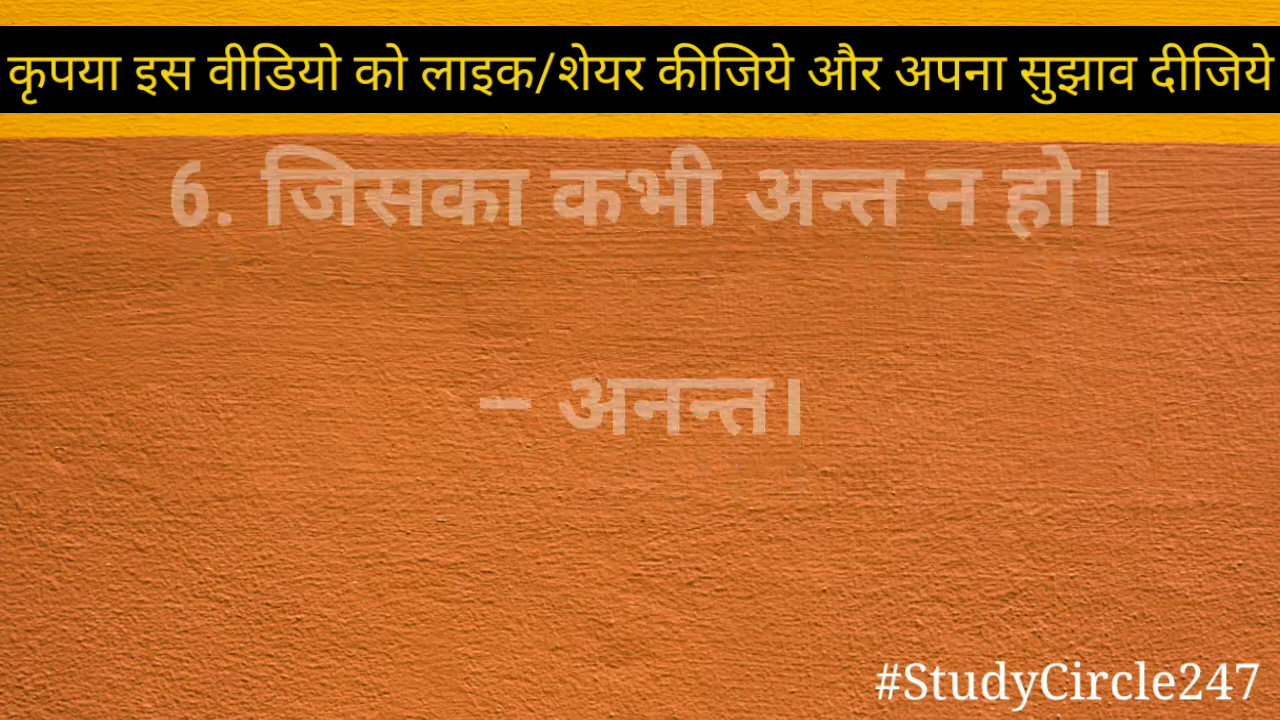 कृपया इस वीडियो को लाइक/शेयर कीजिये और अपना सुझाव दीजिये
6. जिसका कभी अन्त न हो।
– अनन्त।
#StudyCircle247